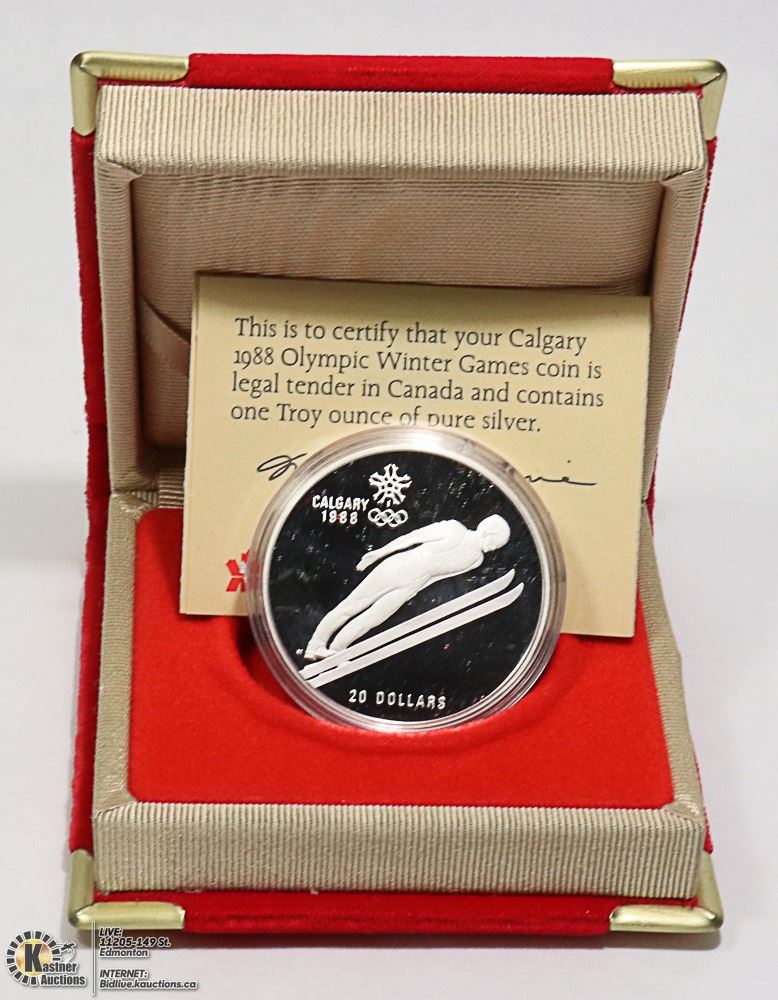 This is to certify that your Calgary
1988 Olympic Winter Games coin is
legal tender in Canada and contains
one Troy ounce of pure silver.
CALGARY
1988
20 DOLLARS
Kastner
Auctions
LIVE:
11205-149 St.
Edmonton
INTERNET:
Bidlive.kauctions.ca